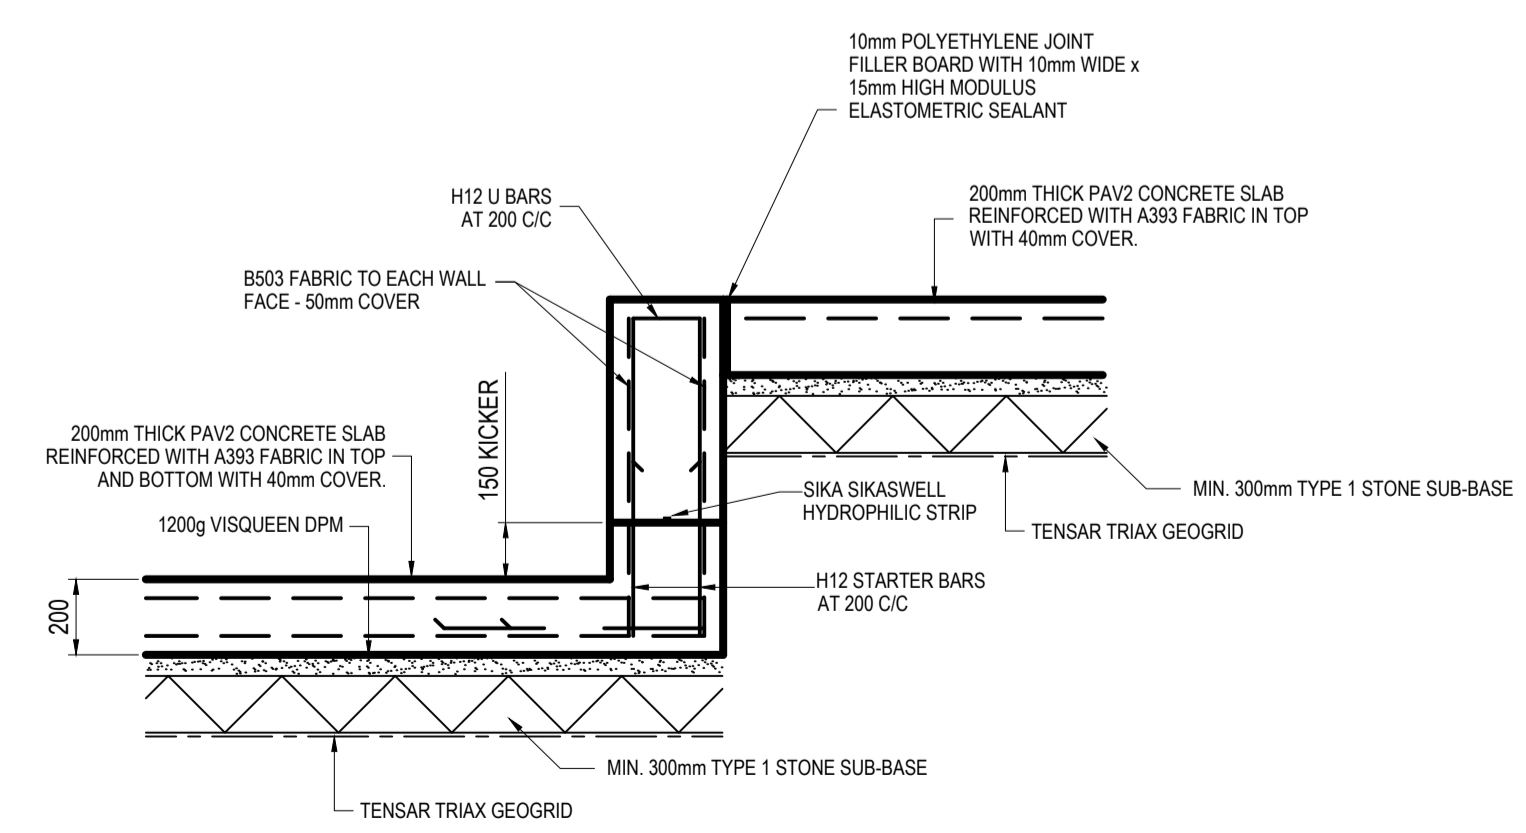 10mm POLYETHYLENE JOINT
FILLER BOARD WITH 10mm WIDE x
15mm HIGH MODULUS
ELASTOMETRIC SEALANT
H12 U BARS
AT 200 C/C
200mm THICK PAV2 CONCRETE SLAB
REINFORCED WITH A393 FABRIC IN TOP
WITH 40mm COVER.
B503 FABRIC TO EACH WALL
FACE - 50mm COVER
150 KICKER
200mm THICK PAV2 CONCRETE SLAB
REINFORCED WITH A393 FABRIC IN TOP
AND BOTTOM WITH 40mm COVER.
SIKA SIKASWELL
HYDROPHILIC STRIP
MIN. 300mm TYPE 1 STONE SUB-BASE
1200g VISQUEEN DPM
TENSAR TRIAX GEOGRID
H12 STARTER BARS
AT 200 C/C
200
MIN. 300mm TYPE 1 STONE SUB-BASE
TENSAR TRIAX GEOGRID